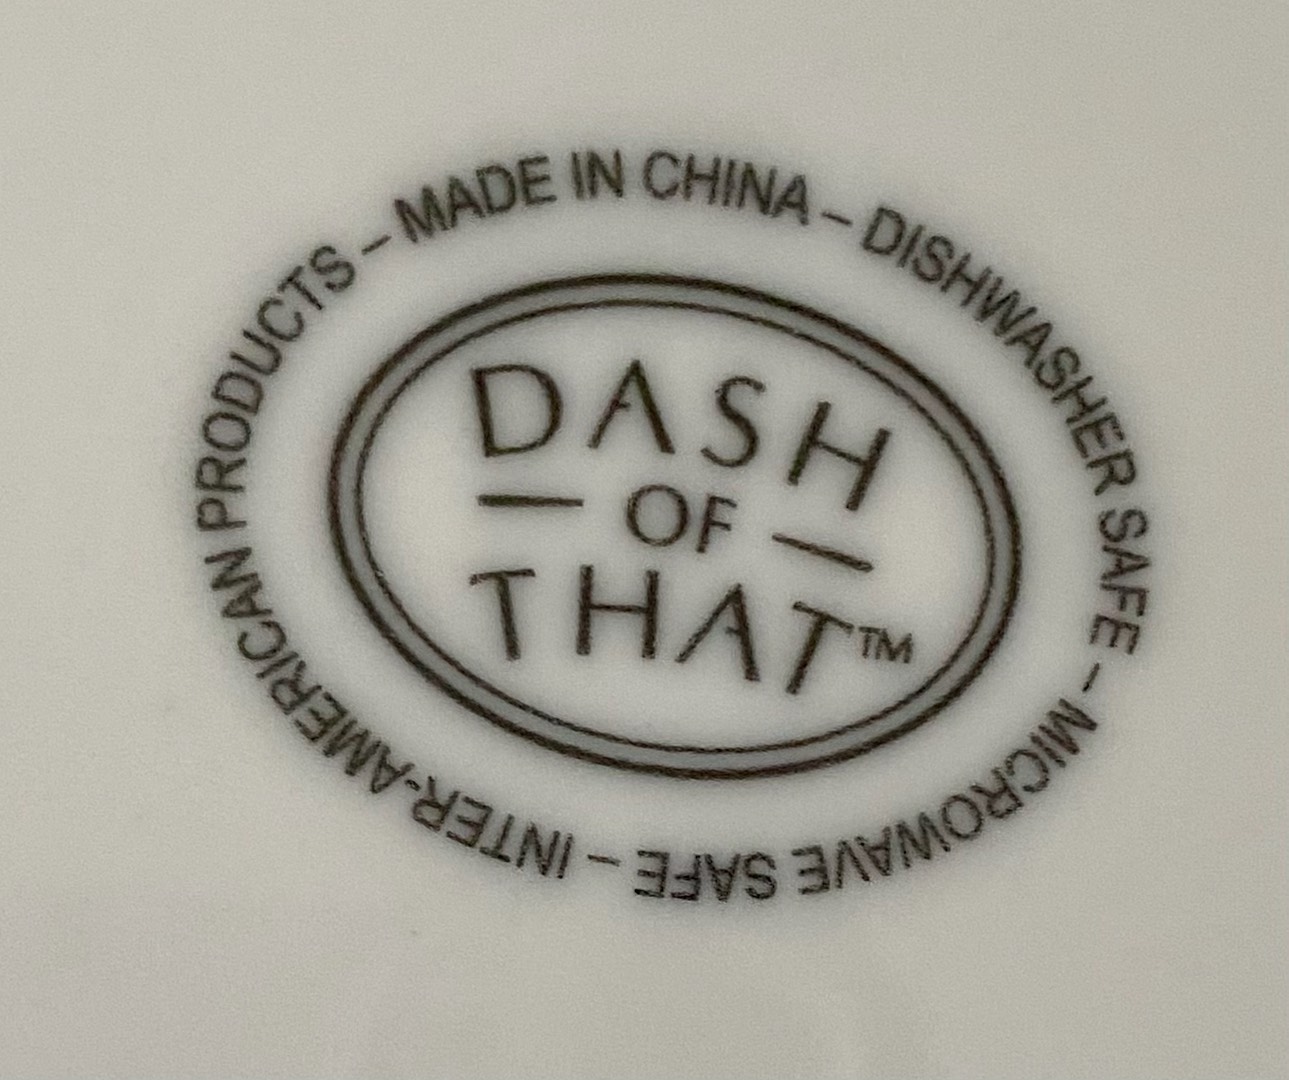 MADE IN CHINA – DISHWASHER SAFE – MICROWAVE SAFE – INTER-AMERICAN PRODUCTS –
DASH
– OF –
THAT™